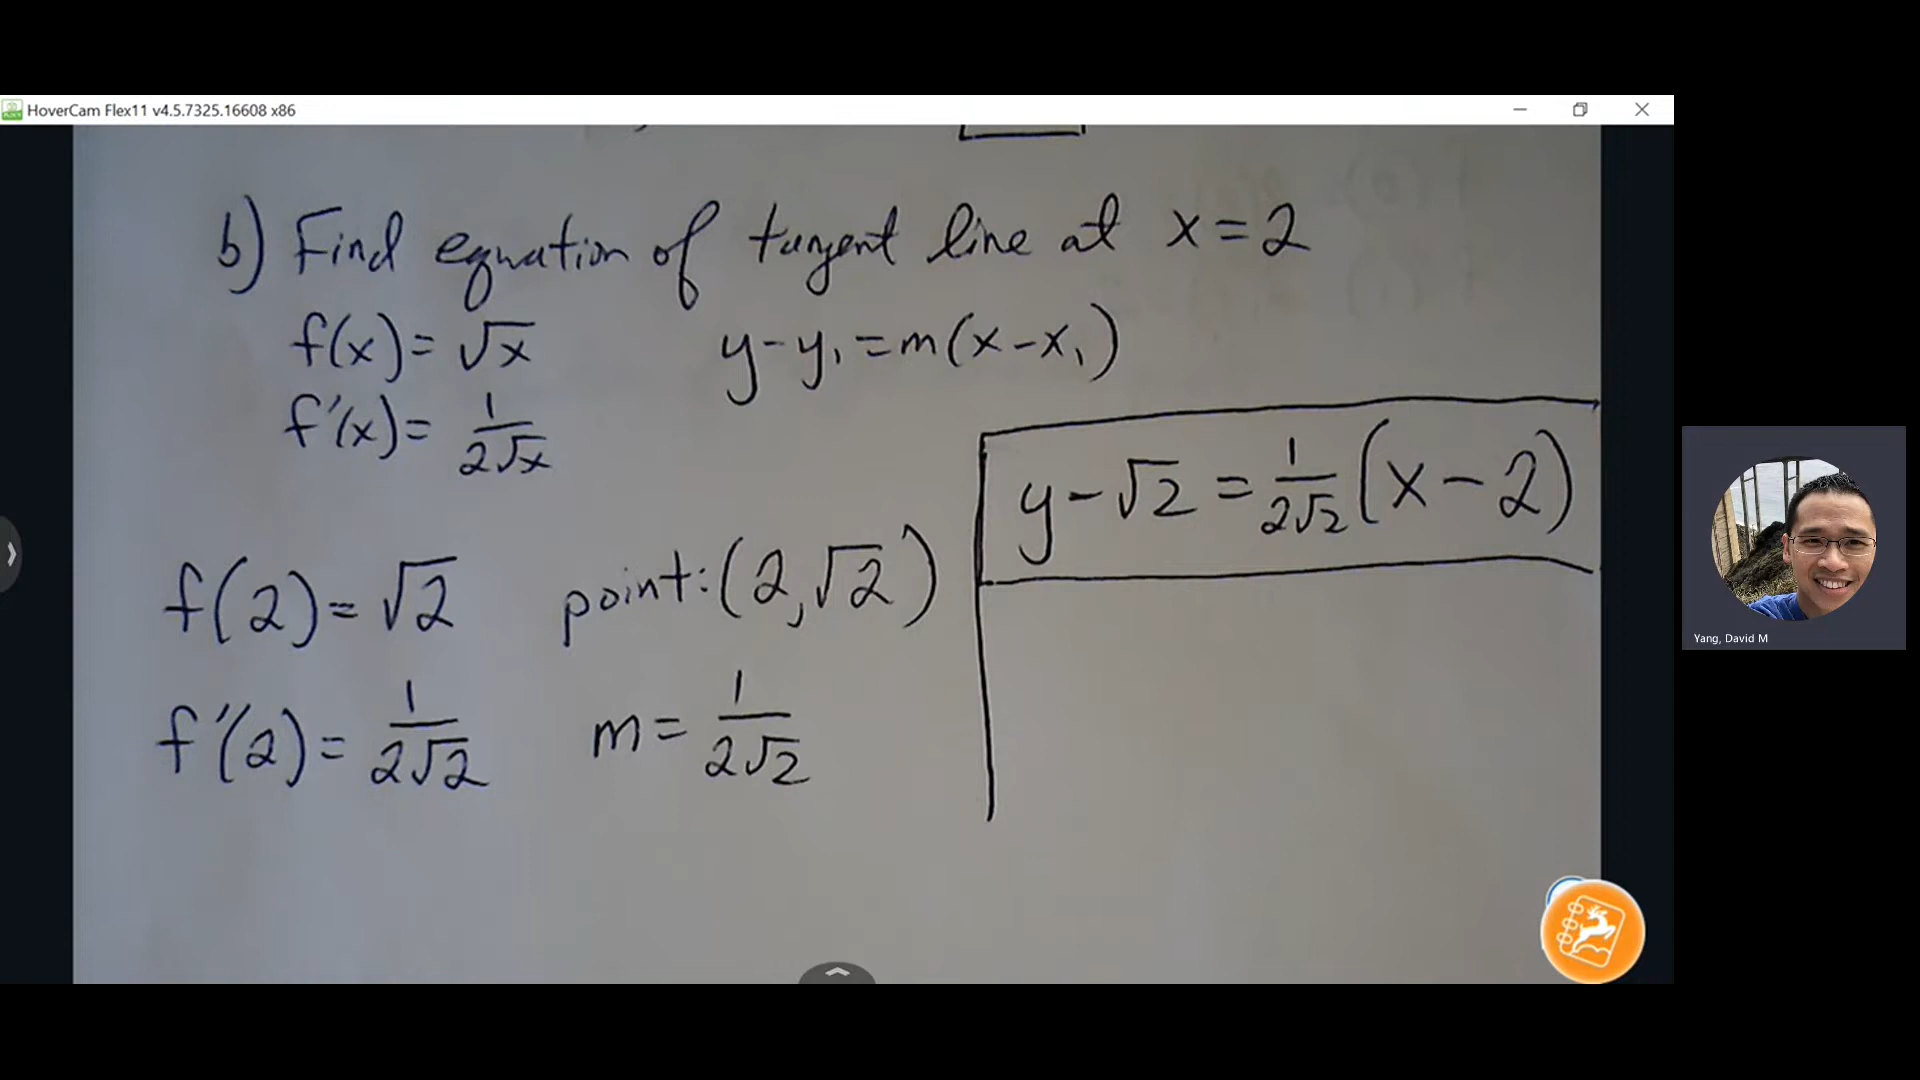 HoverCam Flex11 v4.5.7325.16608 x86
b) Find equation of tangent line at x = 2
f(x) = √x
y - y₁ = m(x - x₁)
f'(x) = 1/(2√x)
y - √2 = 1/(2√2) (x - 2)
f(2) = √2
point: (2, √2)
f'(2) = 1/(2√2)
m = 1/(2√2)
Yang, David M